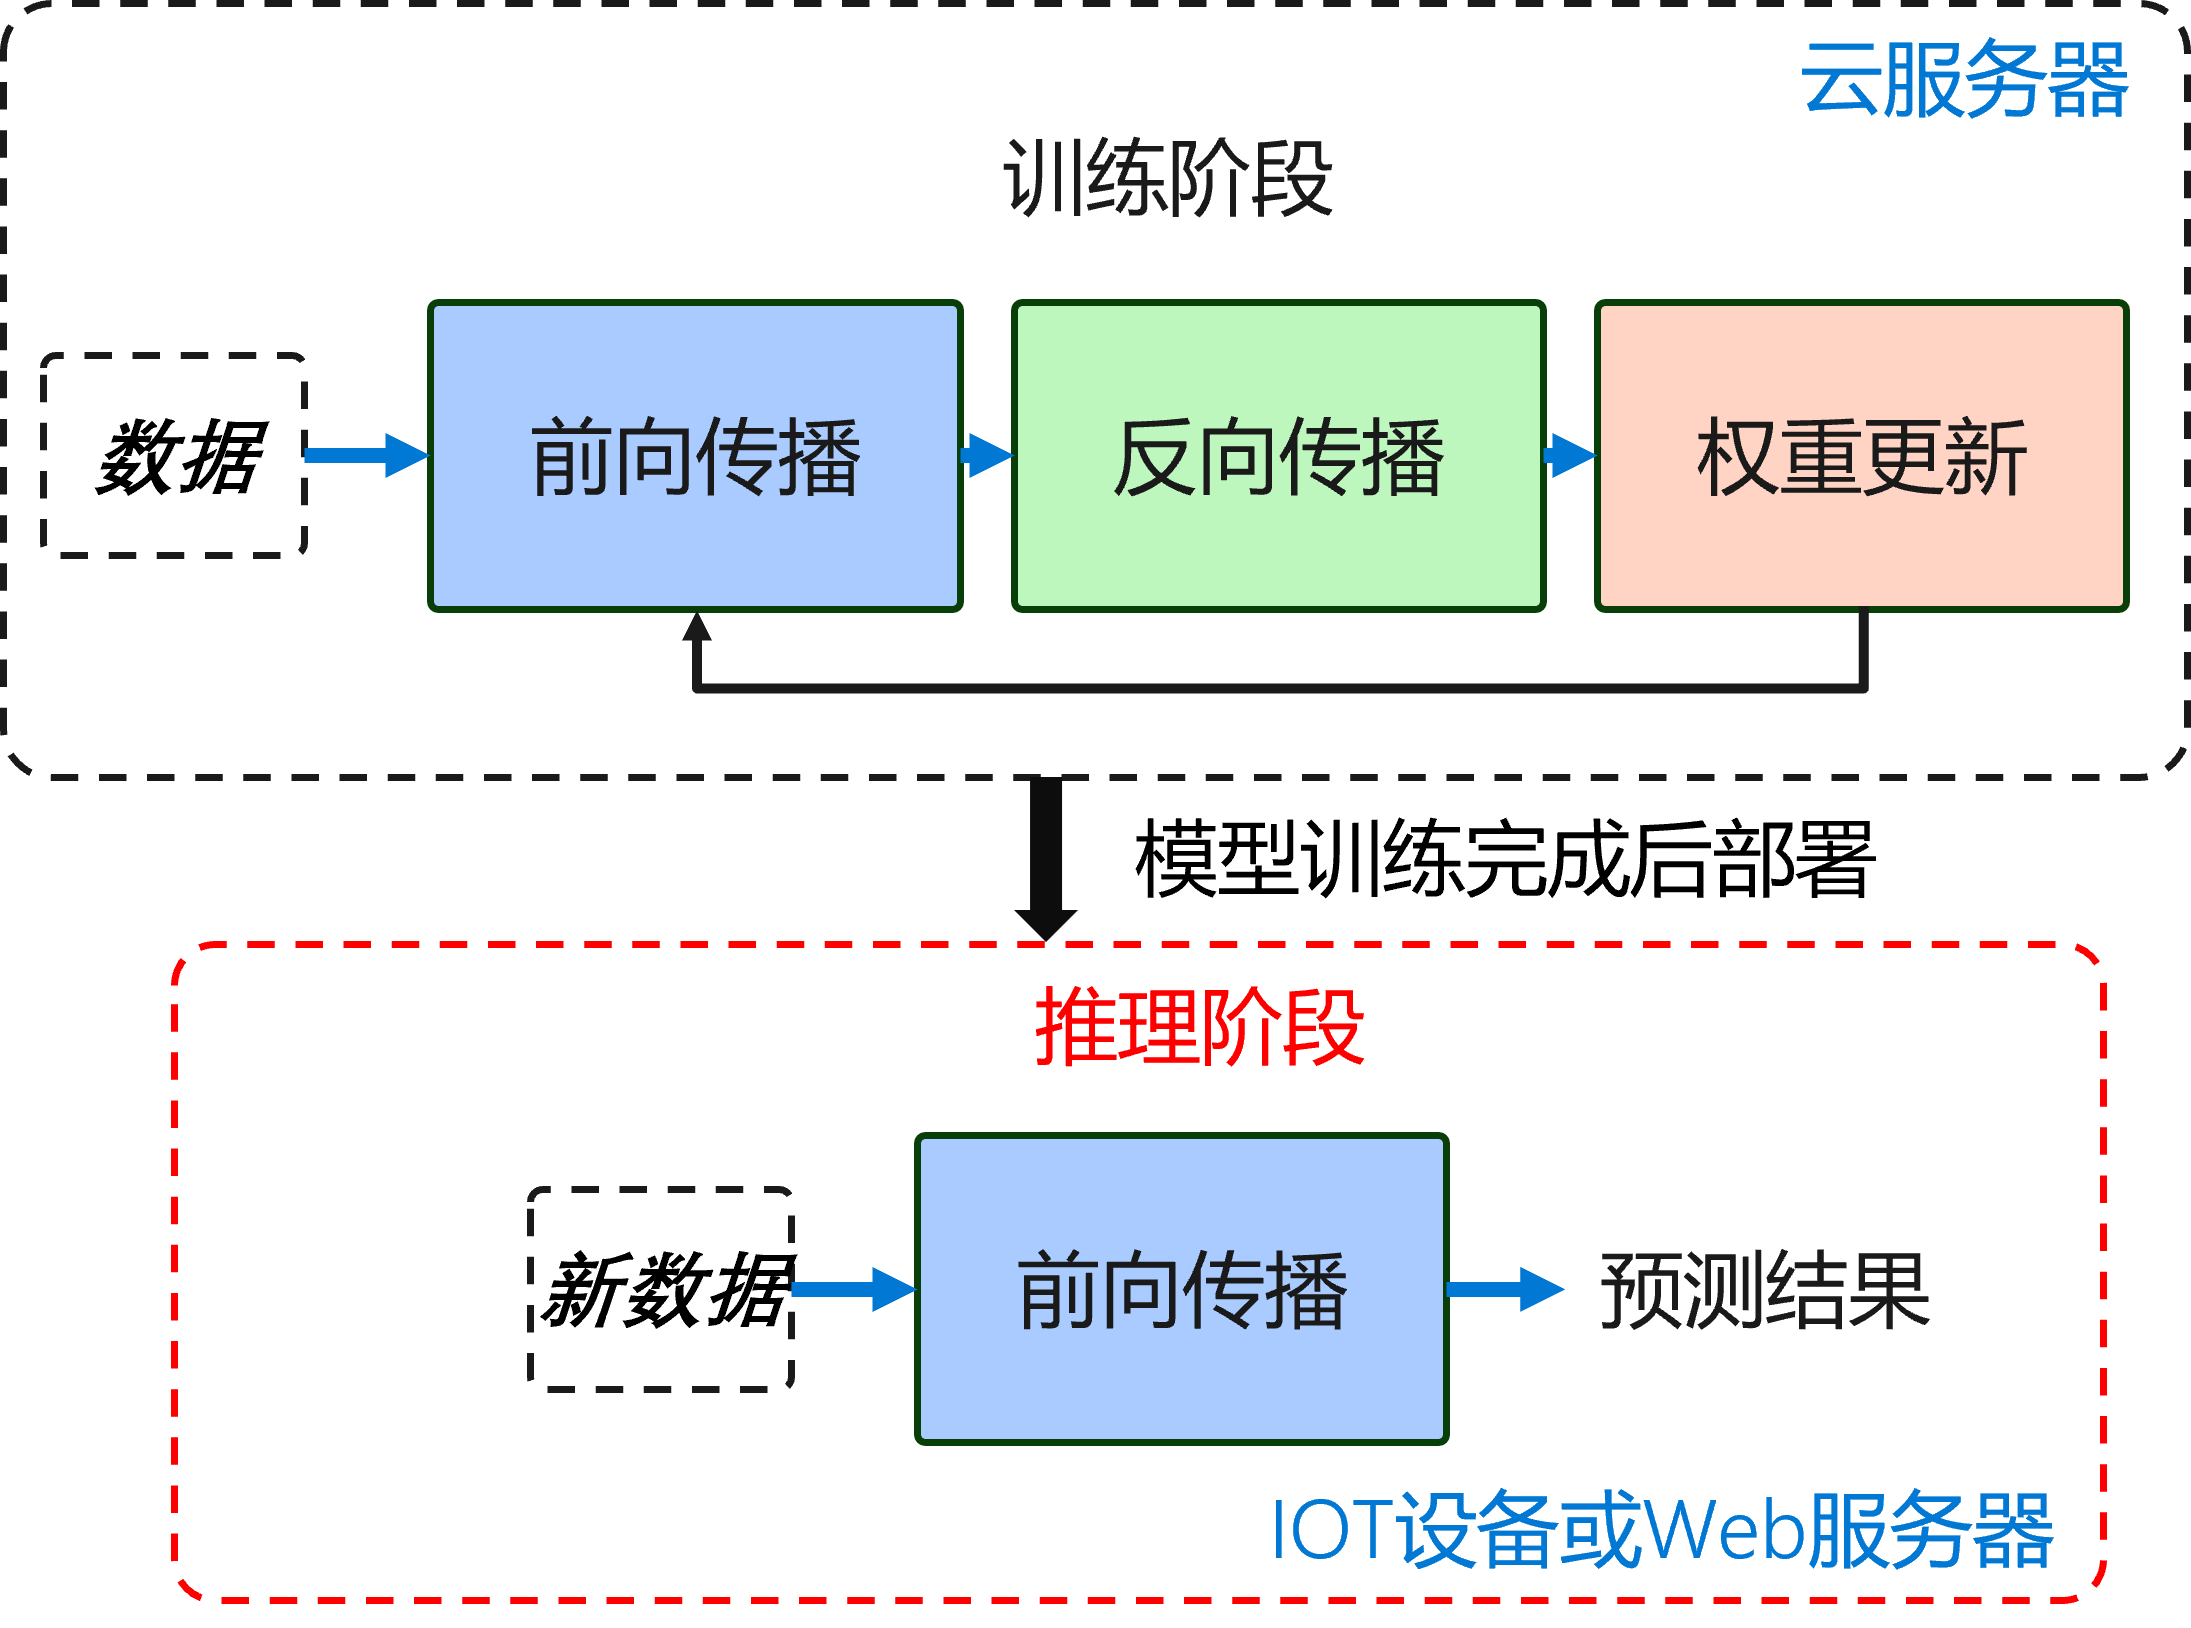 云服务器
训练阶段
数据
前向传播
反向传播
权重更新
模型训练完成后部署
推理阶段
新数据
前向传播
预测结果
IOT设备或Web服务器